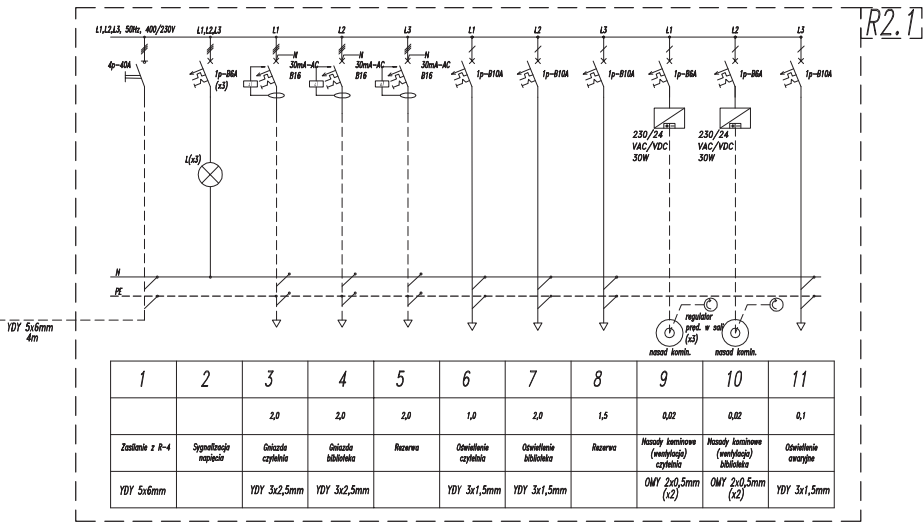 R2.1
L1,L2,L3, 50Hz, 400/230V
L1,L2,L3
L1
L2
L3
L1
L2
L3
L1
L2
L3
4p-40A
1p-B6A
(x3)
N
30mA-AC
B16
N
30mA-AC
B16
N
30mA-AC
B16
1p-B10A
1p-B10A
1p-B10A
1p-B6A
1p-B6A
1p-B10A
230/24
VAC/VDC
30W
230/24
VAC/VDC
30W
L(x3)
N
PE
YDY 5x6mm
4m
regulator
pręd. w sali
(x3)
nasad komin.
nasad komin.
1 2 3 4 5 6 7 8 9 10 11
2,0 2,0 2,0 1,0 2,0 1,5 0,02 0,02 0,1
Zasilanie z R-4
Sygnalizacja
napięcia
Gniazda
czytelnia
Gniazda
biblioteka
Rezerwa
Oświetlenie
czytelnia
Oświetlenie
biblioteka
Rezerwa
Nasady kominowe
(wentylacja)
czytelnia
Nasady kominowe
(wentylacja)
biblioteka
Oświetlenie
awaryjne
YDY 5x6mm
YDY 3x2,5mm
YDY 3x2,5mm
YDY 3x1,5mm
YDY 3x1,5mm
OMY 2x0,5mm
(x2)
OMY 2x0,5mm
(x2)
YDY 3x1,5mm